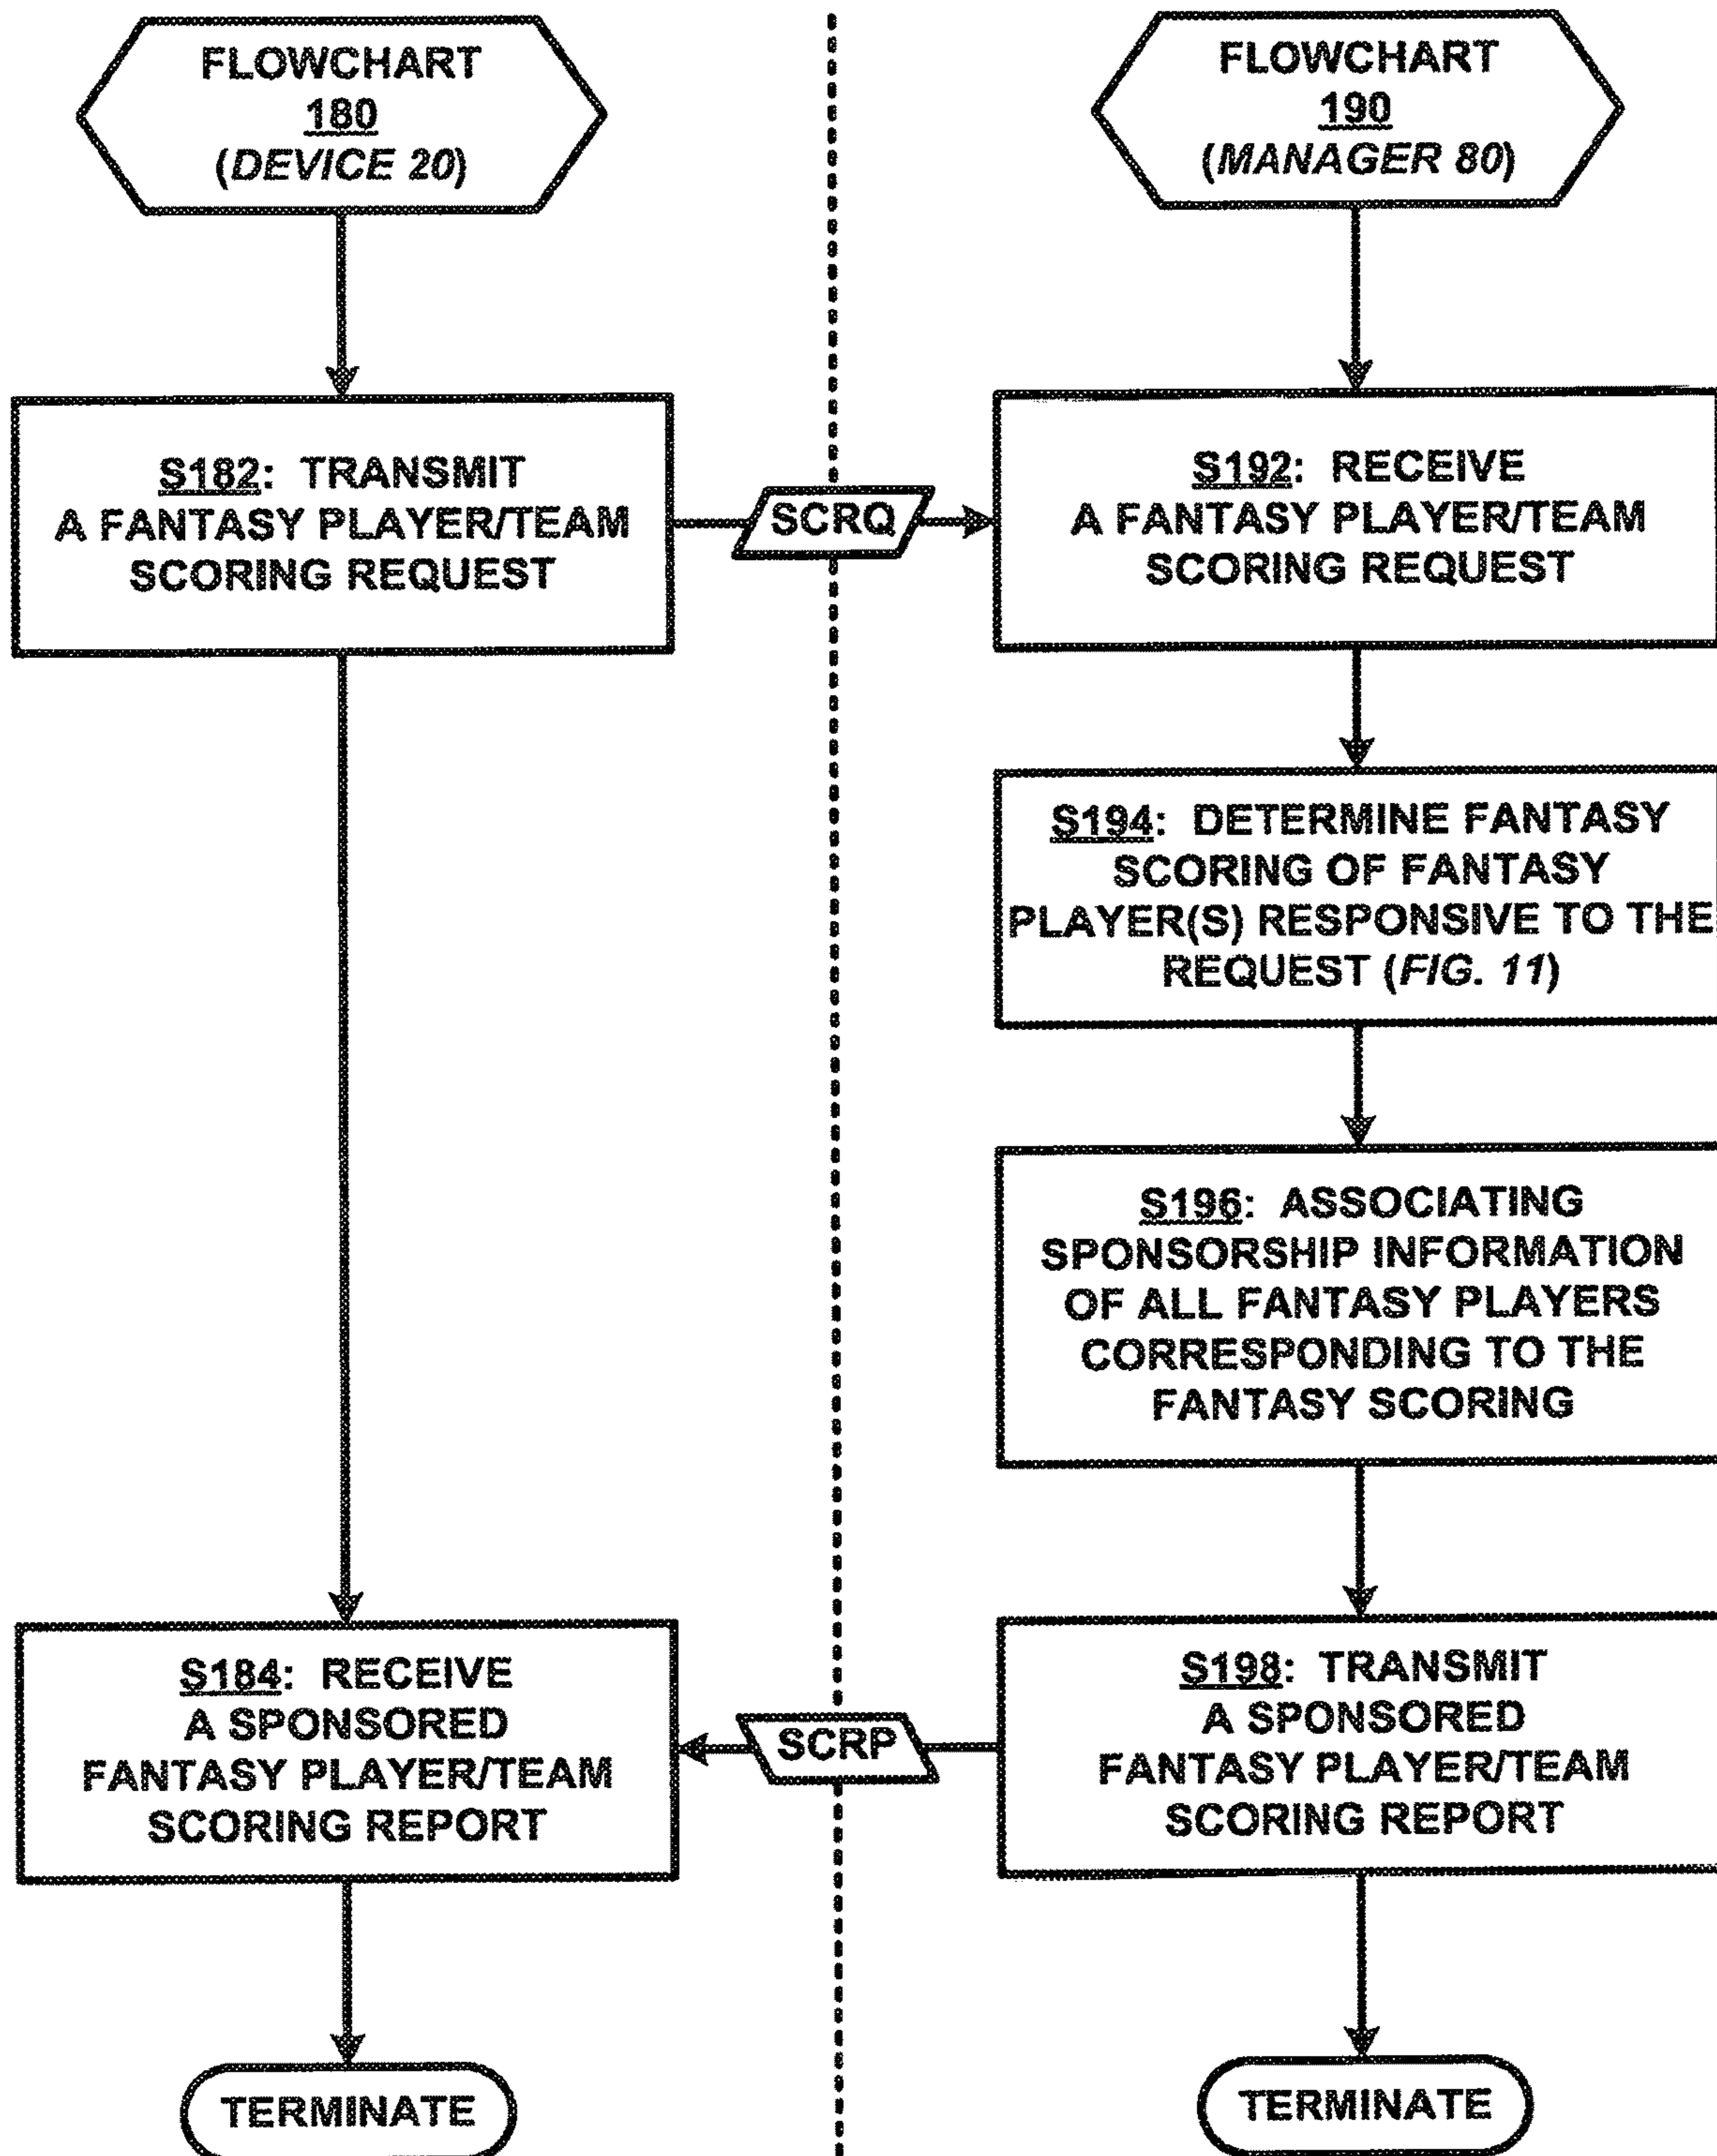 FLOWCHART
180
(DEVICE 20)
FLOWCHART
190
(MANAGER 80)
S182: TRANSMIT
A FANTASY PLAYER/TEAM
SCORING REQUEST
SCRQ
S192: RECEIVE
A FANTASY PLAYER/TEAM
SCORING REQUEST
S194: DETERMINE FANTASY
SCORING OF FANTASY
PLAYER(S) RESPONSIVE TO THE
REQUEST (FIG. 11)
S196: ASSOCIATING
SPONSORSHIP INFORMATION
OF ALL FANTASY PLAYERS
CORRESPONDING TO THE
FANTASY SCORING
S184: RECEIVE
A SPONSORED
FANTASY PLAYER/TEAM
SCORING REPORT
SCRP
S198: TRANSMIT
A SPONSORED
FANTASY PLAYER/TEAM
SCORING REPORT
TERMINATE
TERMINATE